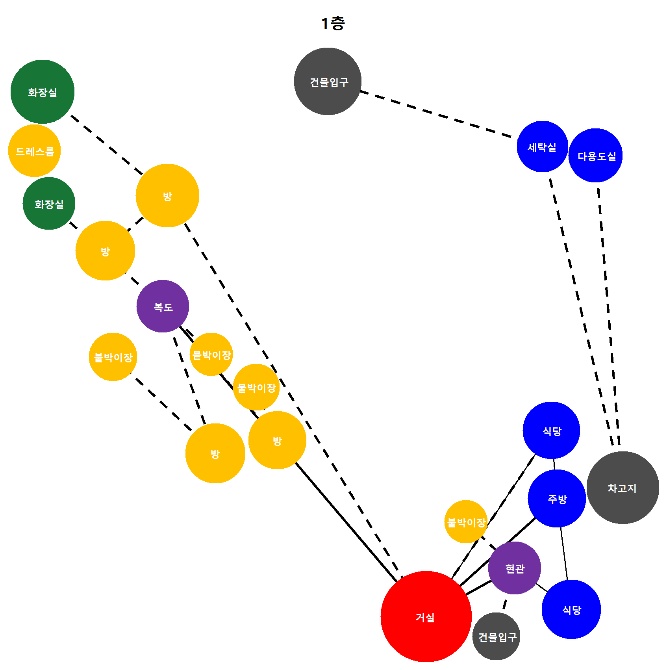 1층
건물입구
화장실
드레스룸
화장실
방
방
복도
붙박이장
붙박이장
붙박이장
방
방
세탁실
다용도실
식당
주방
차고지
붙박이장
현관
거실
건물입구
식당